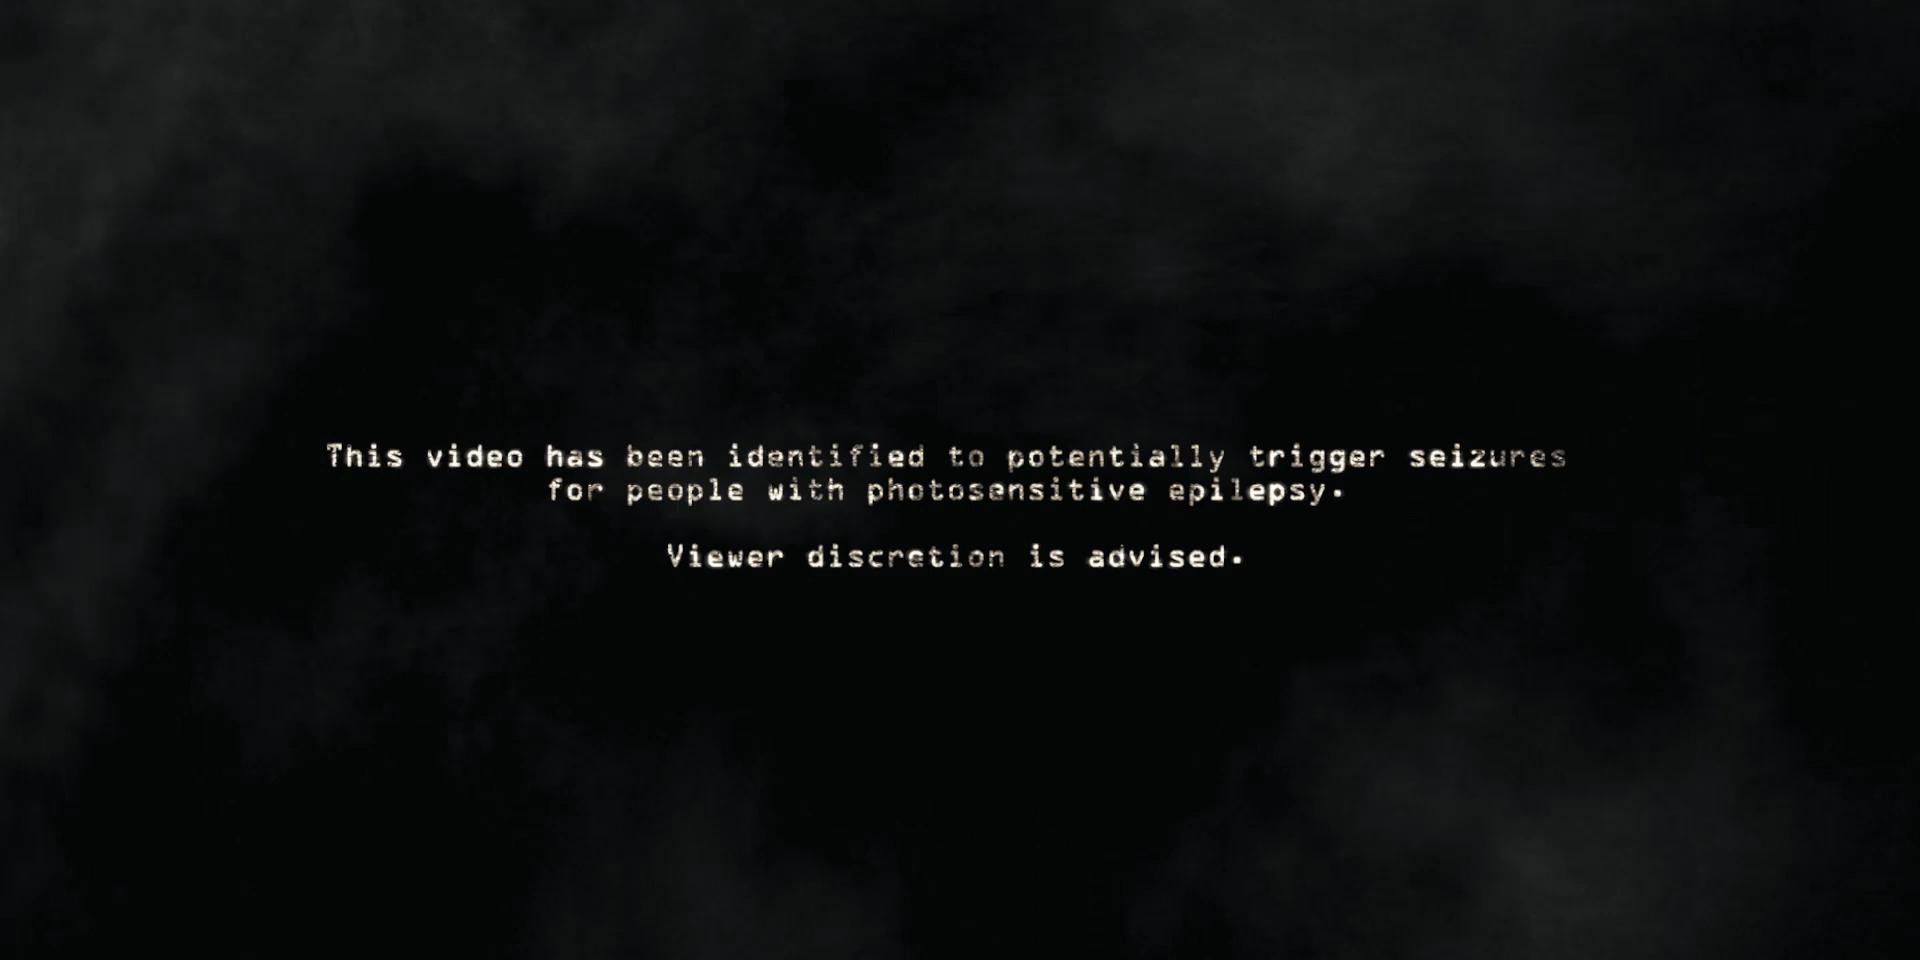 This video has been identified to potentially trigger seizures
for people with photosensitive epilepsy.
Viewer discretion is advised.